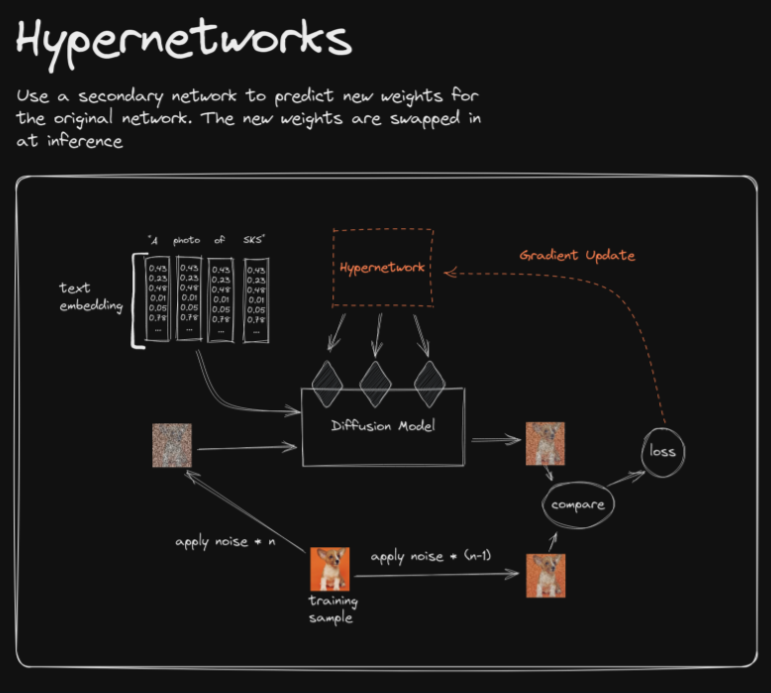 Hypernetworks
Use a secondary network to predict new weights for
the original network. The new weights are swapped in
at inference
"A photo of SKS"
text
embedding
0,43 0,43 0,43 0,43
0,23 0,23 0,23 0,23
0,48 0,48 0,48 0,48
0,01 0,01 0,01 0,01
0,05 0,05 0,05 0,05
0,78 0,78 0,78 0,78
... ... ... ...
Hypernetwork
Gradient Update
Diffusion Model
loss
compare
apply noise * n
apply noise * (n-1)
training
sample